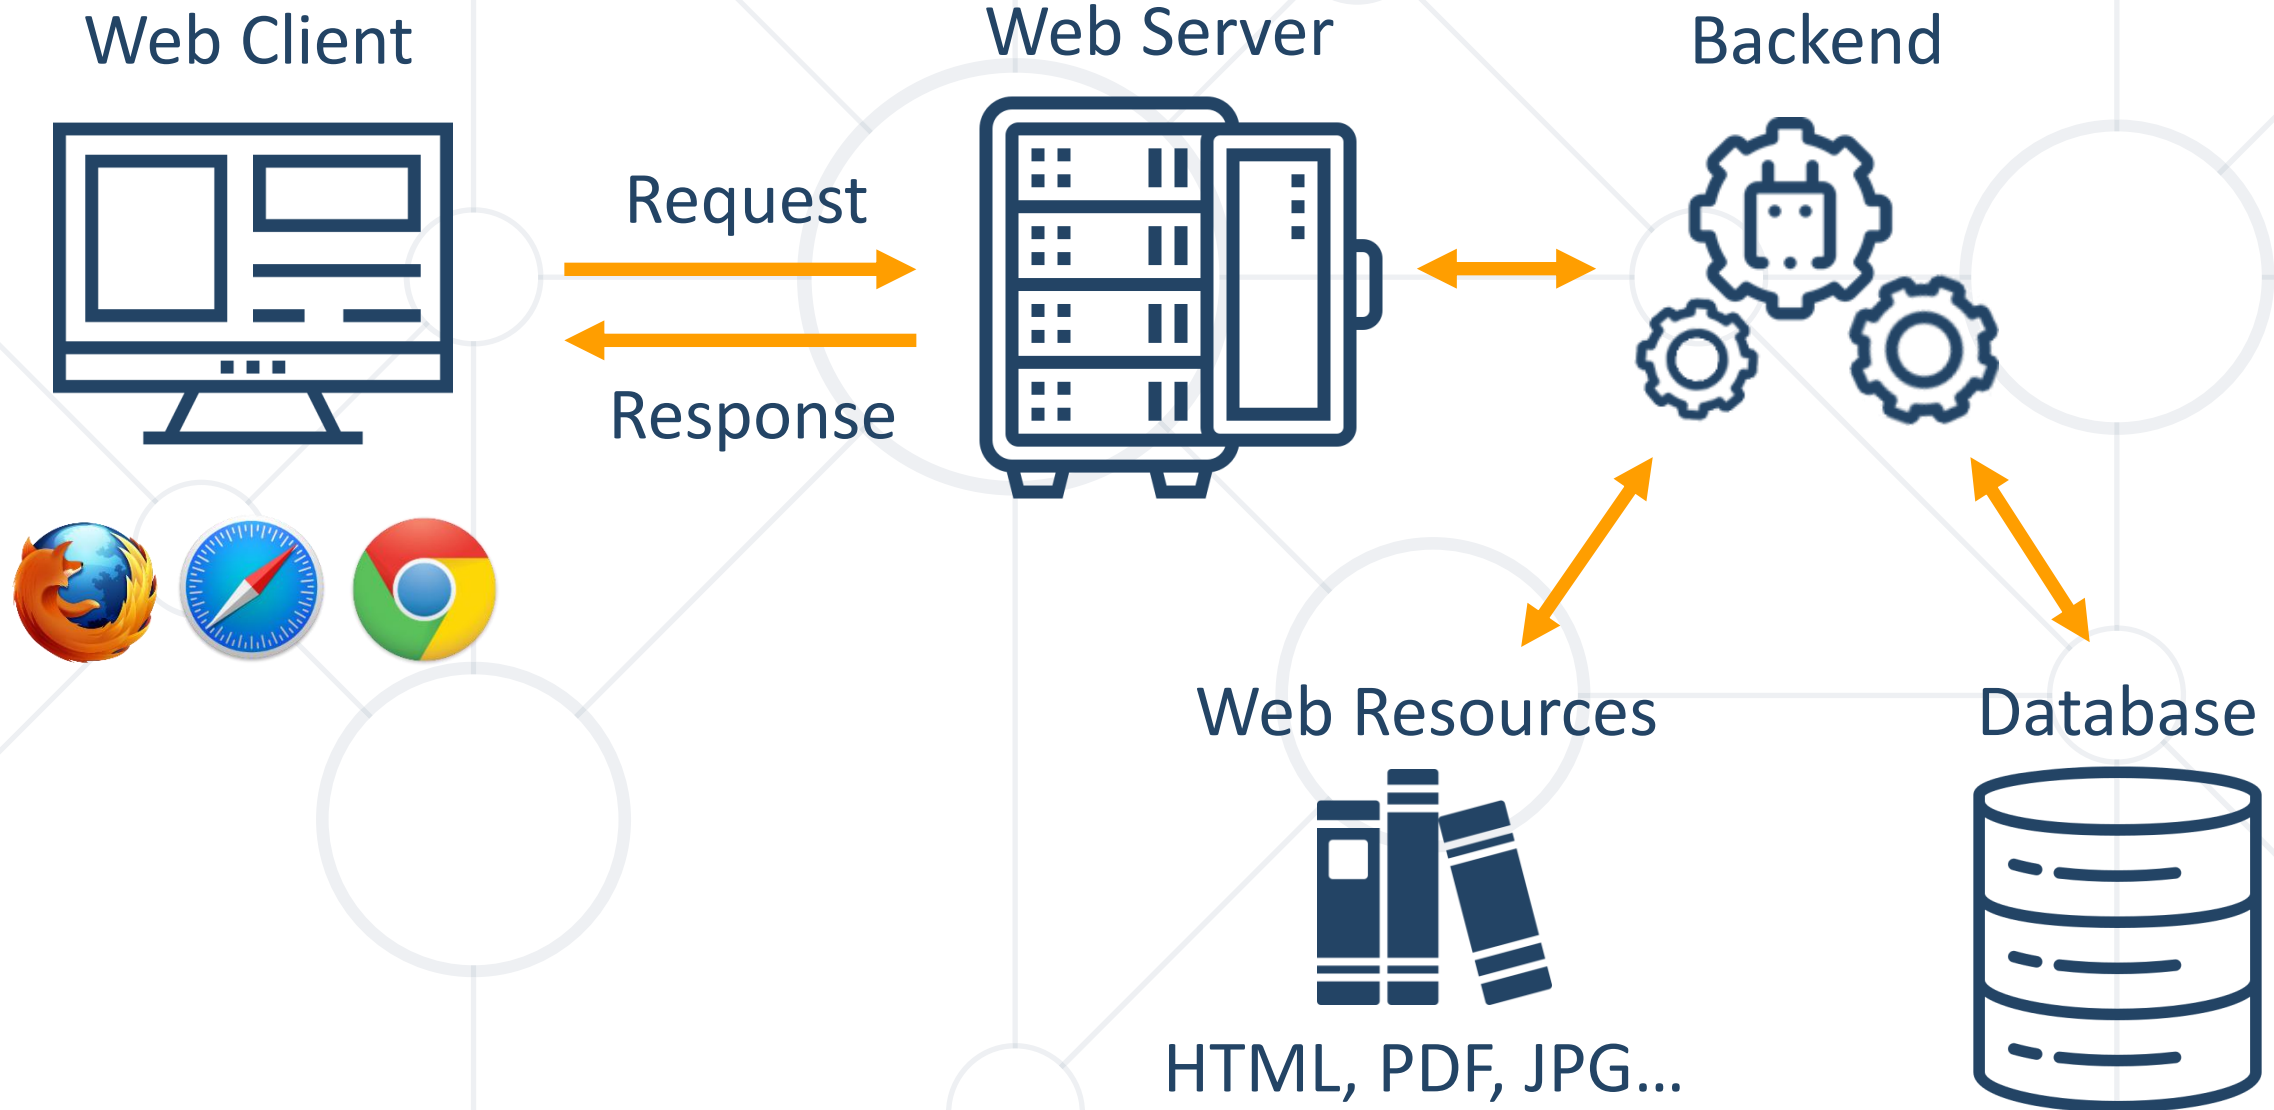 Web Client
Web Server
Backend
Request
Response
Web Resources
Database
HTML, PDF, JPG...